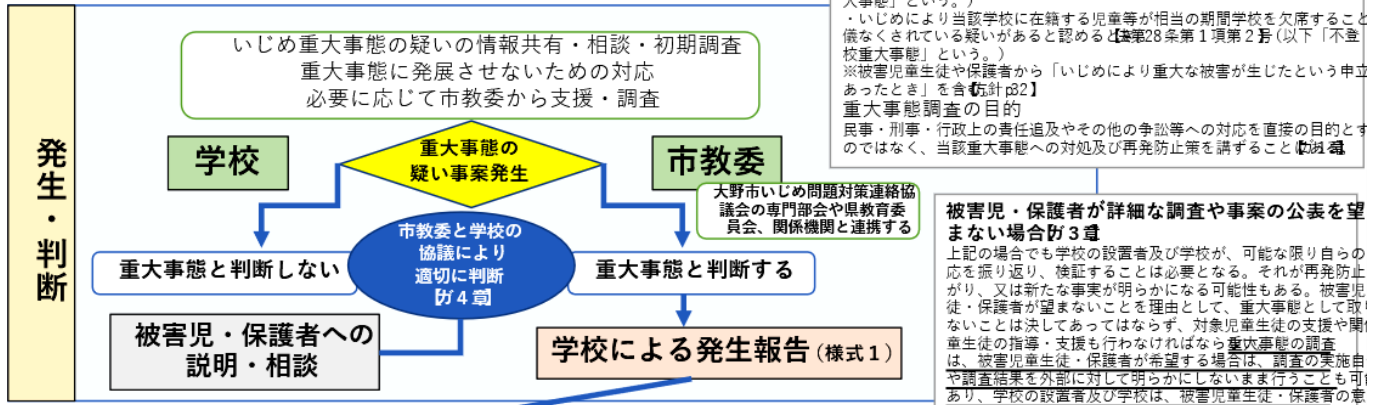 発生・判断
いじめ重大事態の疑いの情報共有・相談・初期調査
重大事態に発展させないための対応
必要に応じて市教委から支援・調査
学校
重大事態の
疑い事案発生
市教委
大野市いじめ問題対策連絡協
議会の専門部会や県教育委
員会、関係機関と連携する
市教委と学校の
協議により
適切に判断
【ガ4章】
重大事態と判断しない
重大事態と判断する
被害児・保護者への
説明・相談
学校による発生報告(様式1)
大事態」という。)
・いじめにより当該学校に在籍する児童等が相当の期間学校を欠席すること
儀なくされている疑いがあると認めるとき【法第28条第1項第2号】(以下「不登
校重大事態」という。)
※被害児童生徒や保護者から「いじめにより重大な被害が生じたという申立
あったとき」を含む【方針p32】
重大事態調査の目的
民事・刑事・行政上の責任追及やその他の争訟等への対応を直接の目的とす
のではなく、当該重大事態への対処及び再発防止策を講ずること
被害児・保護者が詳細な調査や事案の公表を望
まない場合【ガ3章】
上記の場合でも学校の設置者及び学校が、可能な限り自らの
応を振り返り、検証することは必要となる。それが再発防止
がり、又は新たな事実が明らかになる可能性もある。被害児
徒・保護者が望まないことを理由として、重大事態として取り
ないことは決してあってはならず、対象児童生徒の支援や関係
童生徒の指導・支援も行わなければなら 重大事態の調査
は、被害児童生徒・保護者が希望する場合は、調査の実施自
や調査結果を外部に対して明らかにしないまま行うことも可
あり、学校の設置者及び学校は、被害児童生徒・保護者の意